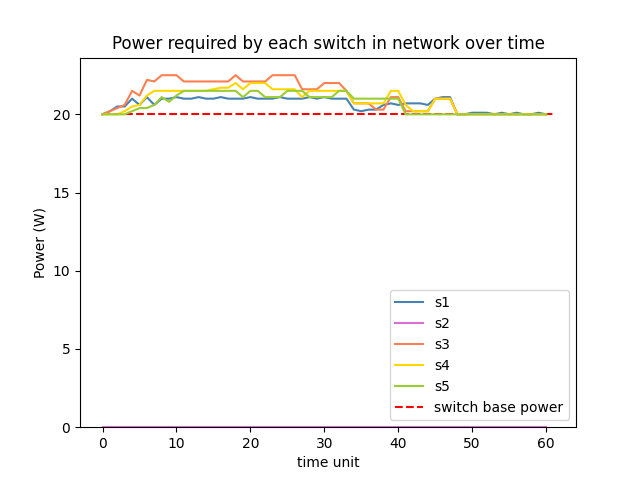 Power required by each switch in network over time
Power (W)
20
15
10
5
0
0 10 20 30 40 50 60
time unit
s1
s2
s3
s4
s5
switch base power